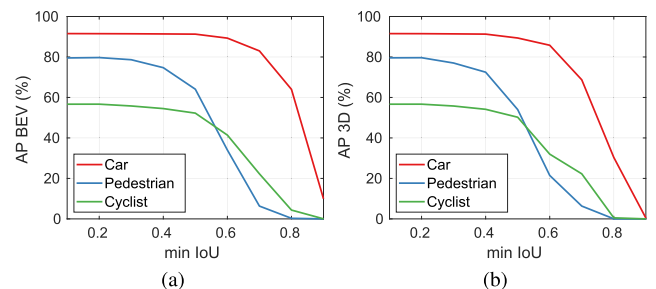 100
80
60
40
20
0
AP BEV (%)
Car
Pedestrian
Cyclist
0.2 0.4 0.6 0.8
min IoU
(a)
100
80
60
40
20
0
AP 3D (%)
Car
Pedestrian
Cyclist
0.2 0.4 0.6 0.8
min IoU
(b)